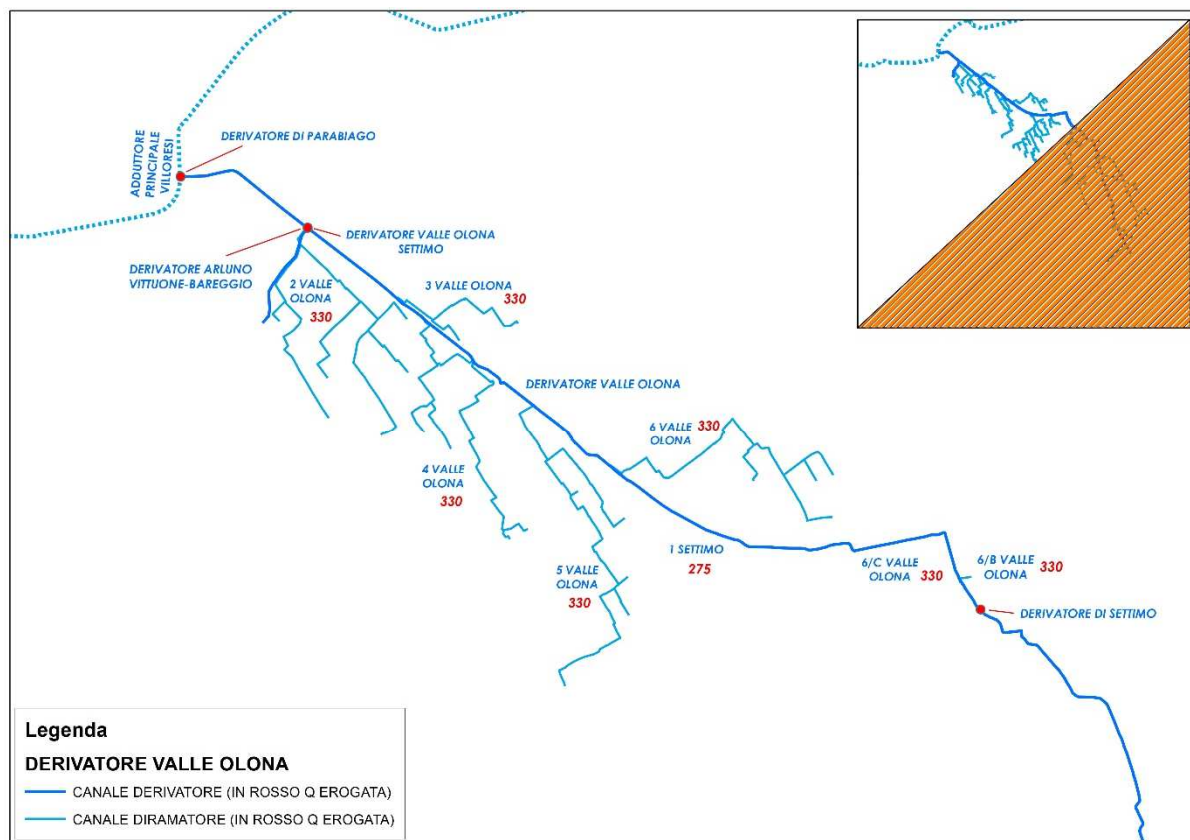 ADDUTTORE
PRINCIPALE
VILLORESI
DERIVATORE DI PARABIAGO
DERIVATORE VALLE OLONA
SETTIMO
DERIVATORE ARLUNO
VITTUONE-BAREGGIO
2 VALLE
OLONA
330
3 VALLE OLONA
330
DERIVATORE VALLE OLONA
6 VALLE 330
OLONA
4 VALLE
OLONA
330
1 SETTIMO
275
5 VALLE
OLONA
330
6/C VALLE
OLONA 330
6/B VALLE 330
OLONA
DERIVATORE DI SETTIMO
Legenda
DERIVATORE VALLE OLONA
CANALE DERIVATORE (IN ROSSO Q EROGATA)
CANALE DIRAMATORE (IN ROSSO Q EROGATA)